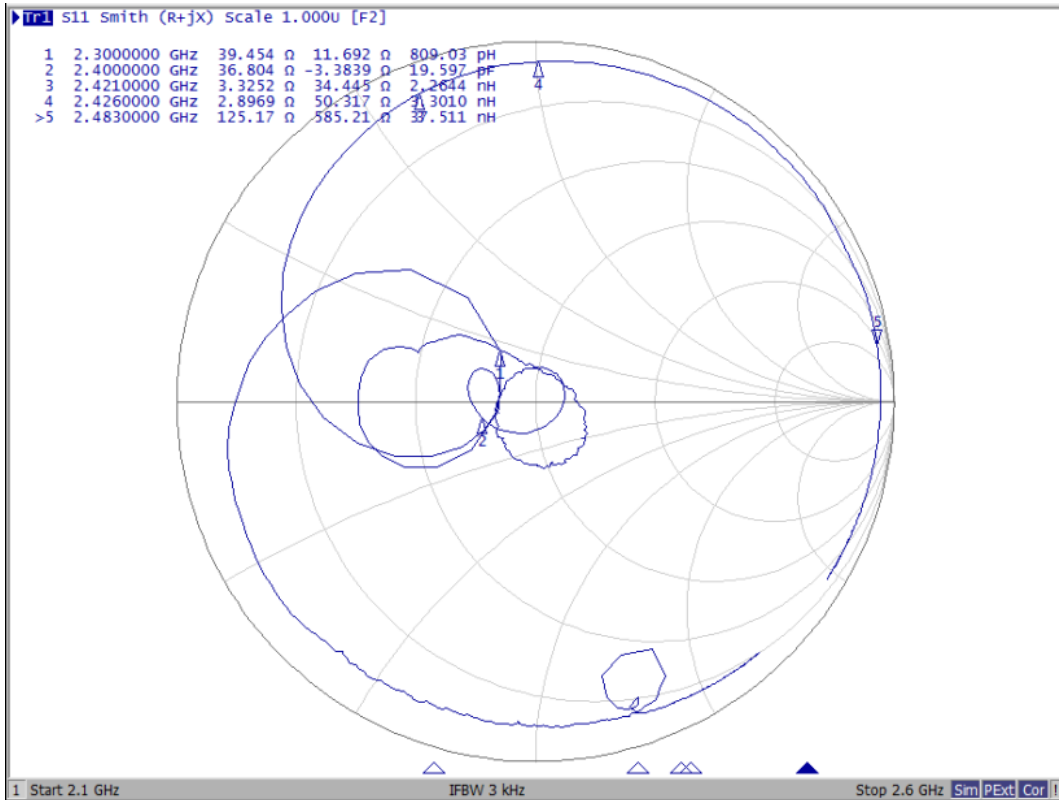 Tr1 S11 Smith (R+jX) Scale 1.000U [F2]
1 2.3000000 GHz 39.454 Ω 11.692 Ω 809.03 pH
2 2.4000000 GHz 36.804 Ω -3.3839 Ω 19.597 pF
3 2.4210000 GHz 3.3252 Ω 34.445 Ω 2.2644 nH
4 2.4260000 GHz 2.8969 Ω 50.317 Ω 3.3010 nH
>5 2.4830000 GHz 125.17 Ω 585.21 Ω 37.511 nH
4
3
5
1
2
1 Start 2.1 GHz IFBW 3 kHz Stop 2.6 GHz Sim PExt Cor !